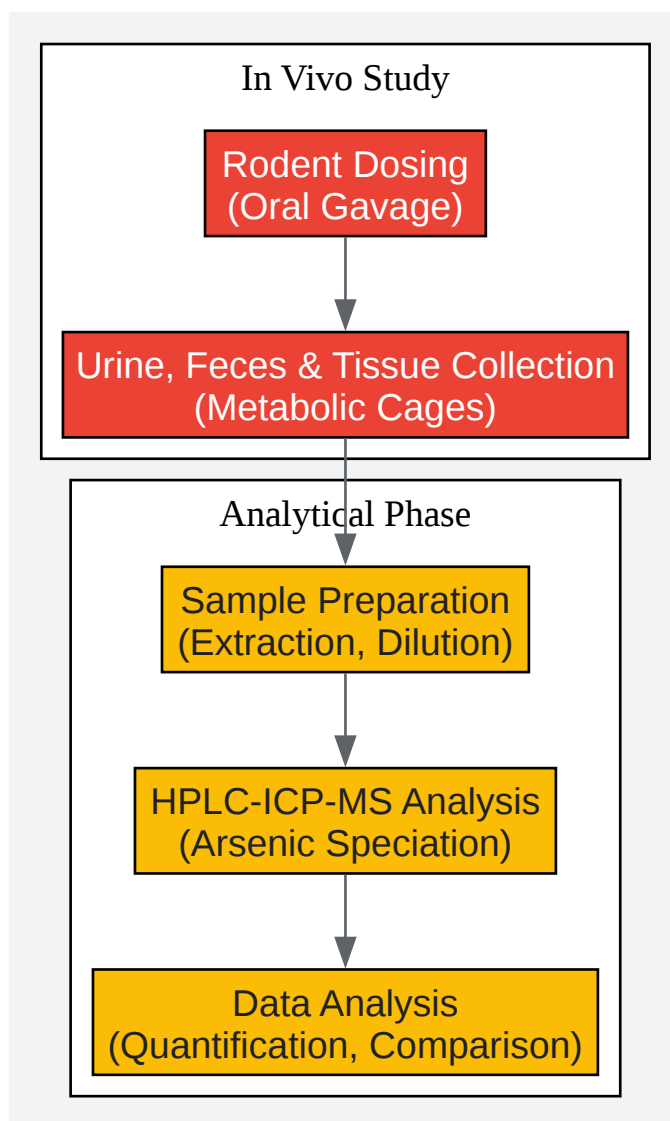 In Vivo Study
Rodent Dosing
(Oral Gavage)
Urine, Feces & Tissue Collection
(Metabolic Cages)
Analytical Phase
Sample Preparation
(Extraction, Dilution)
HPLC-ICP-MS Analysis
(Arsenic Speciation)
Data Analysis
(Quantification, Comparison)